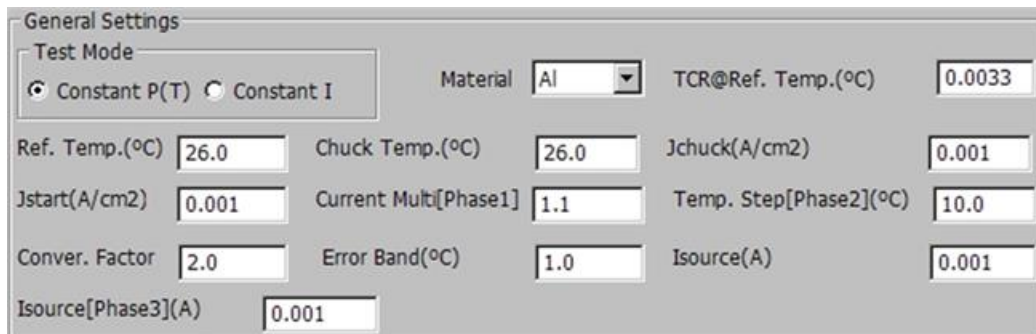 General Settings
Test Mode
Constant P(T) Constant I
Material Al TCR@Ref. Temp.(ºC) 0.0033
Ref. Temp.(ºC) 26.0 Chuck Temp.(ºC) 26.0 Jchuck(A/cm2) 0.001
Jstart(A/cm2) 0.001 Current Multi[Phase1] 1.1 Temp. Step[Phase2](ºC) 10.0
Conver. Factor 2.0 Error Band(ºC) 1.0 Isource(A) 0.001
Isource[Phase3](A) 0.001